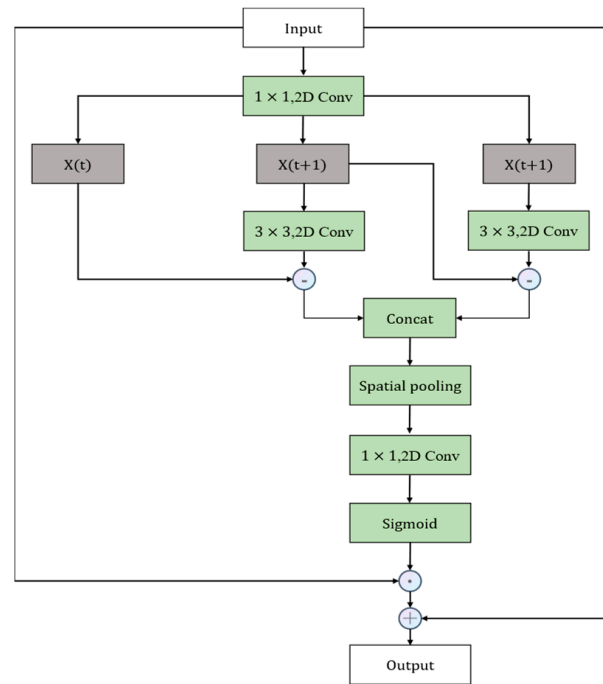 Input
1 × 1,2D Conv
X(t)
X(t+1)
X(t+1)
3 × 3,2D Conv
3 × 3,2D Conv
-
-
Concat
Spatial pooling
1 × 1,2D Conv
Sigmoid
·
+
Output